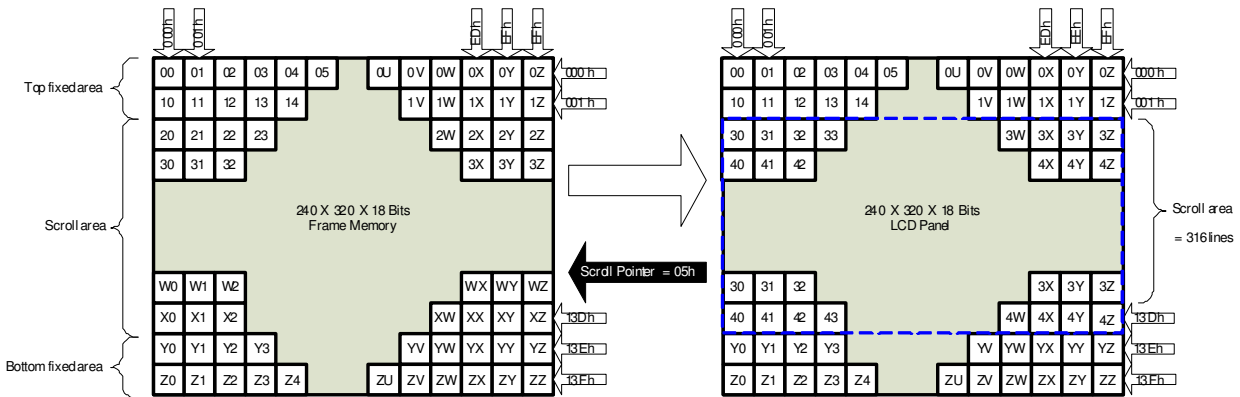 000h 001h EDh EFh EFh 000h 001h EDh EEh EFh
00 01 02 03 04 05 0U 0V 0W 0X 0Y 0Z 000h 00 01 02 03 04 05 0U 0V 0W 0X 0Y 0Z 000h
Top fixed area
10 11 12 13 14 1V 1W 1X 1Y 1Z 001h 10 11 12 13 14 1V 1W 1X 1Y 1Z 001h
20 21 22 23 2W 2X 2Y 2Z 30 31 32 33 3W 3X 3Y 3Z
30 31 32 3X 3Y 3Z 40 41 42 4X 4Y 4Z
Scroll area
240 X 320 X 18 Bits
Frame Memory
240 X 320 X 18 Bits
LCD Panel
Scroll area
= 316 lines
Scroll Pointer = 05h
W0 W1 W2 WX WY WZ 30 31 32 3X 3Y 3Z
X0 X1 X2 XW XX XY XZ 13Dh 40 41 42 43 4W 4X 4Y 4Z 13Dh
Y0 Y1 Y2 Y3 YV YW YX YY YZ 13Eh Y0 Y1 Y2 Y3 YV YW YX YY YZ 13Eh
Bottom fixed area
Z0 Z1 Z2 Z3 Z4 ZU ZV ZW ZX ZY ZZ 13Fh Z0 Z1 Z2 Z3 Z4 ZU ZV ZW ZX ZY ZZ 13Fh